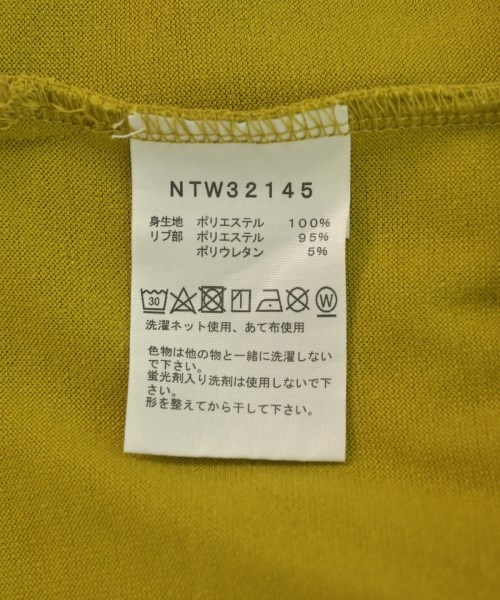 NTW32145
身生地 ポリエステル 100%
リブ部 ポリエステル 95%
ポリウレタン 5%
30 W
洗濯ネット使用、あて布使用
色物は他の物と一緒に洗濯しない
で下さい。
蛍光剤入り洗剤は使用しないで下
さい。
形を整えてから干して下さい。